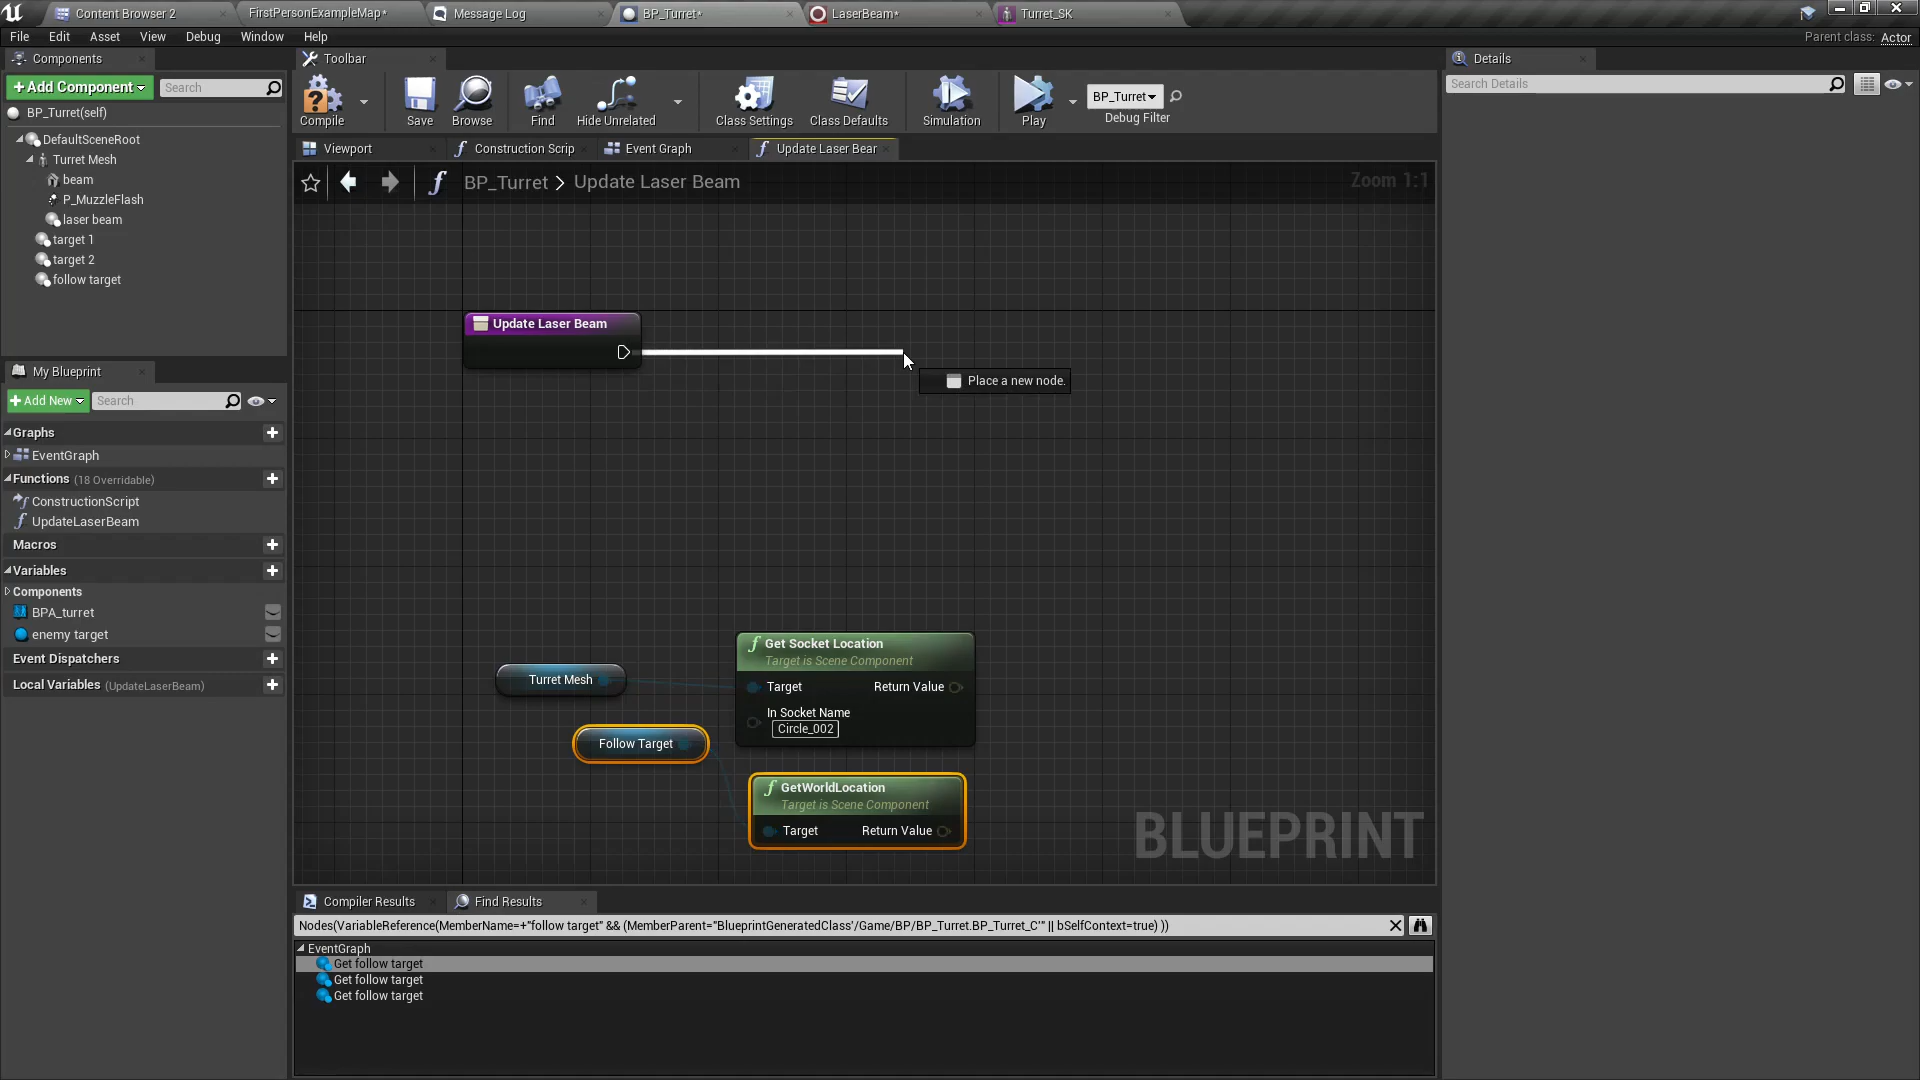 Content Browser 2
FirstPersonExampleMap*
Message Log
BP_Turret*
LaserBeam*
Turret_SK
File Edit Asset View Debug Window Help
Parent class: Actor
Components
+Add Component
Search
BP_Turret(self)
DefaultSceneRoot
Turret Mesh
beam
P_MuzzleFlash
laser beam
target 1
target 2
follow target
My Blueprint
+Add New
Search
Graphs
EventGraph
Functions (18 Overridable)
ConstructionScript
UpdateLaserBeam
Macros
Variables
Components
BPA_turret
enemy target
Event Dispatchers
Local Variables (UpdateLaserBeam)
Toolbar
Compile
Save
Browse
Find
Hide Unrelated
Class Settings
Class Defaults
Simulation
Play
BP_Turret
Debug Filter
Viewport
Construction Scrip
Event Graph
Update Laser Bear
BP_Turret > Update Laser Beam
Zoom 1:1
Update Laser Beam
Place a new node.
Turret Mesh
Get Socket Location
Target is Scene Component
Target
Return Value
In Socket Name
Circle_002
Follow Target
GetWorldLocation
Target is Scene Component
Target
Return Value
BLUEPRINT
Compiler Results
Find Results
Nodes(VariableReference(MemberName=+"follow target" && (MemberParent="BlueprintGeneratedClass'/Game/BP/BP_Turret.BP_Turret_C'" || bSelfContext=true) ))
EventGraph
Get follow target
Get follow target
Get follow target
Details
Search Details